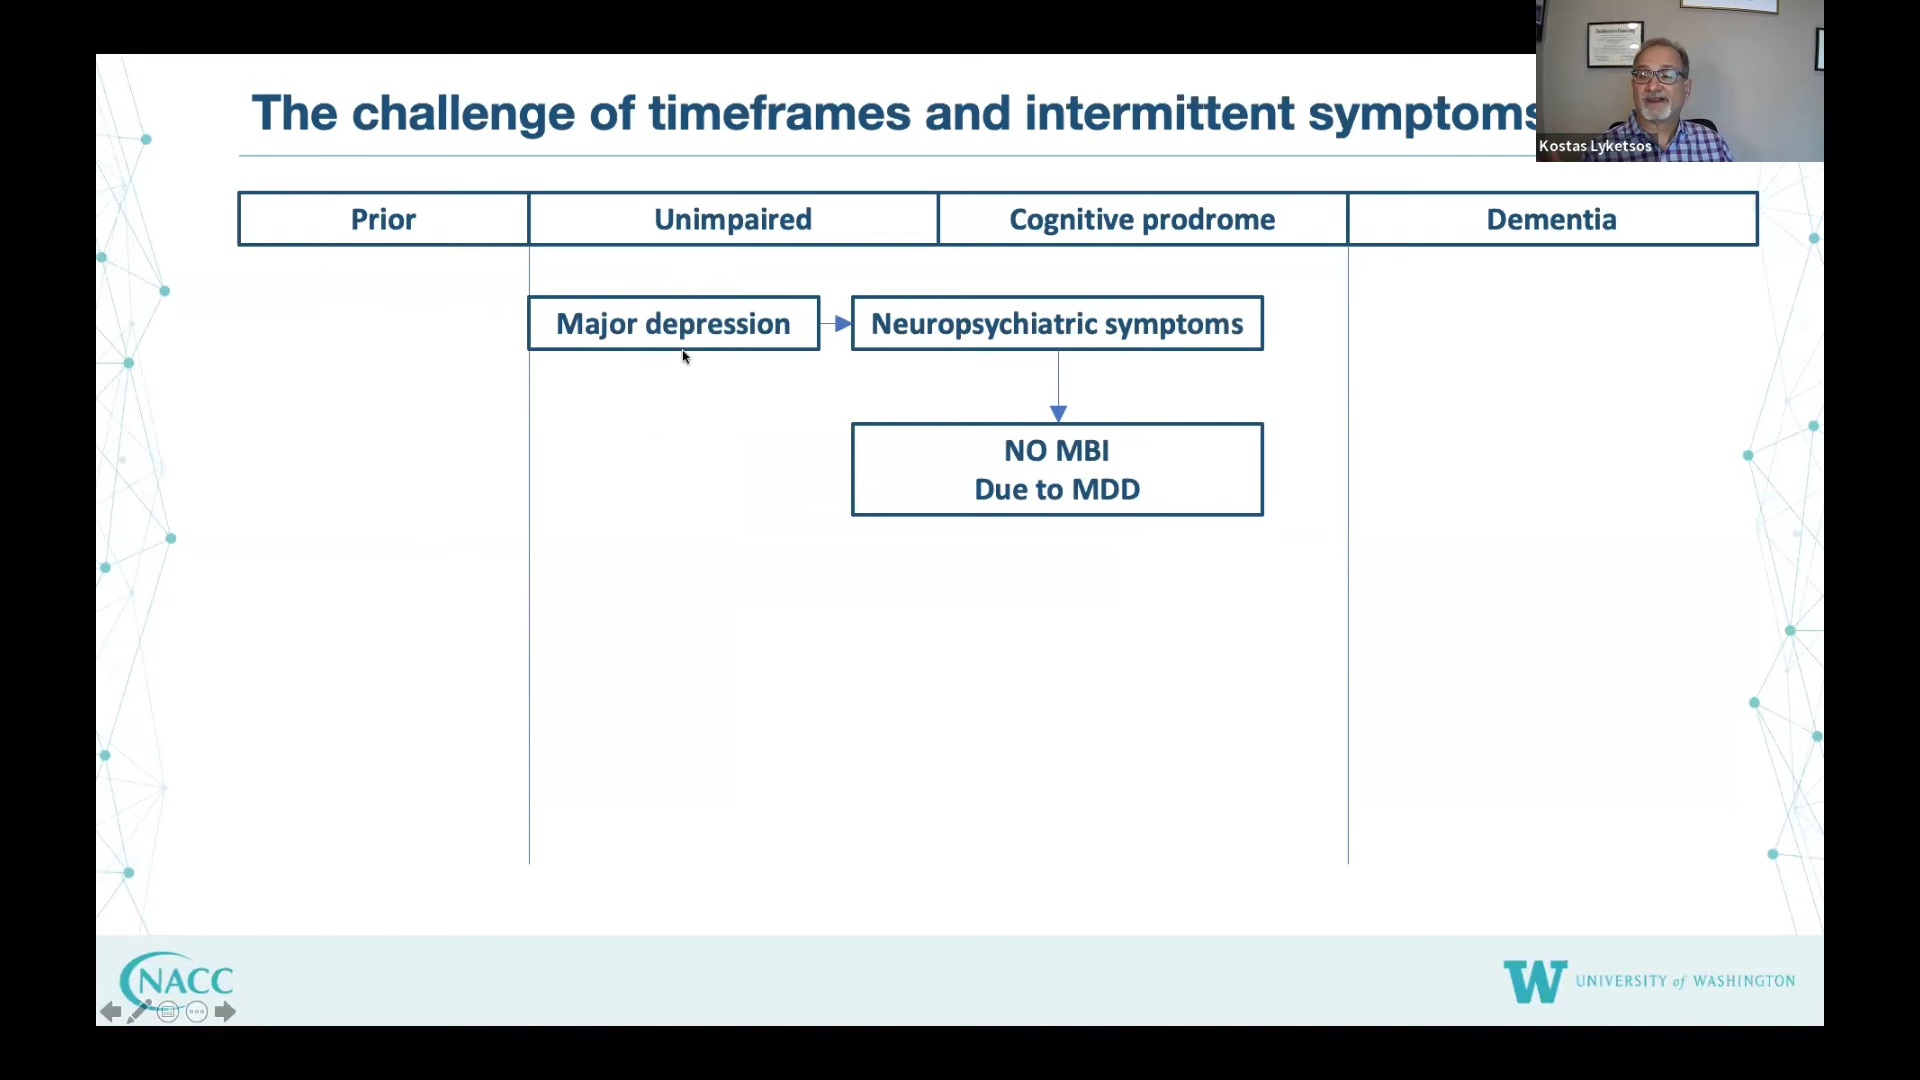 The challenge of timeframes and intermittent symptoms
Kostas Lyketsos
Prior
Unimpaired
Cognitive prodrome
Dementia
Major depression
Neuropsychiatric symptoms
NO MBI
Due to MDD
NACC
W UNIVERSITY of WASHINGTON